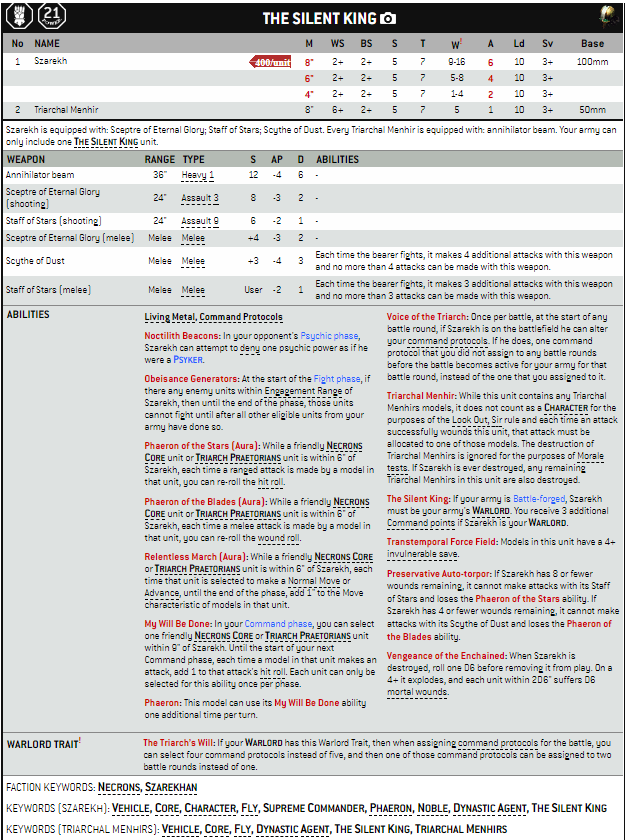 21
POWER
THE SILENT KING
No NAME M WS BS S T W! A Ld Sv Base
1 Szarekh 400/unit 8" 2+ 2+ 5 7 9-16 6 10 3+ 100mm
6" 2+ 2+ 5 7 5-8 4 10 3+
4" 2+ 2+ 5 7 1-4 2 10 3+
2 Triarchal Menhir 8" 6+ 2+ 5 7 5 1 10 3+ 50mm
Szarekh is equipped with: Sceptre of Eternal Glory; Staff of Stars; Scythe of Dust. Every Triarchal Menhir is equipped with: annihilator beam. Your army can
only include one THE SILENT KING unit.
WEAPON RANGE TYPE S AP D ABILITIES
Annihilator beam 36" Heavy 1 12 -4 6 -
Sceptre of Eternal Glory
(shooting) 24" Assault 3 8 -3 2 -
Staff of Stars (shooting) 24" Assault 9 6 -2 1 -
Sceptre of Eternal Glory (melee) Melee Melee +4 -3 2 -
Scythe of Dust Melee Melee +3 -4 3 Each time the bearer fights, it makes 4 additional attacks with this weapon
and no more than 4 attacks can be made with this weapon.
Staff of Stars (melee) Melee Melee User -2 1 Each time the bearer fights, it makes 3 additional attacks with this weapon
and no more than 3 attacks can be made with this weapon.
ABILITIES
Living Metal, Command Protocols
Noctilith Beacons: In your opponent's Psychic phase,
Szarekh can attempt to deny one psychic power as if he
were a PSYKER.
Obeisance Generators: At the start of the Fight phase, if
there are any enemy units within Engagement Range of
Szarekh, then until the end of the phase, those units
cannot fight until after all other eligible units from your
army have done so.
Phaeron of the Stars (Aura): While a friendly NECRONS
CORE unit or TRIARCH PRAETORIANS unit is within 6" of
Szarekh, each time a ranged attack is made by a model in
that unit, you can re-roll the hit roll.
Phaeron of the Blades (Aura): While a friendly NECRONS
CORE unit or TRIARCH PRAETORIANS unit is within 6" of
Szarekh, each time a melee attack is made by a model in
that unit, you can re-roll the wound roll.
Relentless March (Aura): While a friendly NECRONS CORE
or TRIARCH PRAETORIANS unit is within 6" of Szarekh, each
time that unit is selected to make a Normal Move or
Advance, until the end of the phase, add 1" to the Move
characteristic of models in that unit.
My Will Be Done: In your Command phase, you can select
one friendly NECRONS CORE or TRIARCH PRAETORIANS unit
within 9" of Szarekh. Until the start of your next
Command phase, each time a model in that unit makes an
attack, add 1 to that attack's hit roll. Each unit can only be
selected for this ability once per phase.
Phaeron: This model can use its My Will Be Done ability
one additional time per turn.
Voice of the Triarch: Once per battle, at the start of any
battle round, if Szarekh is on the battlefield he can alter
your command protocols. If he does, one command
protocol that you did not assign to any battle rounds
before the battle becomes active for your army for that
battle round, instead of the one that you assigned to it.
Triarchal Menhir: While this unit contains any Triarchal
Menhirs models, it does not count as a CHARACTER for the
purposes of the Look Out, Sir rule and each time an attack
successfully wounds this unit, that attack must be
allocated to one of those models. The destruction of
Triarchal Menhirs is ignored for the purposes of Morale
tests. If Szarekh is ever destroyed, any remaining
Triarchal Menhirs in this unit are also destroyed.
The Silent King: If your army is Battle-forged, Szarekh
must be your army's WARLORD. You receive 3 additional
Command points if Szarekh is your WARLORD.
Transtemporal Force Field: Models in this unit have a 4+
invulnerable save.
Preservative Auto-torpor: If Szarekh has 8 or fewer
wounds remaining, it cannot make attacks with its Staff
of Stars and loses the Phaeron of the Stars ability. If
Szarekh has 4 or fewer wounds remaining, it cannot make
attacks with its Scythe of Dust and loses the Phaeron of
the Blades ability.
Vengeance of the Enchained: When Szarekh is
destroyed, roll one D6 before removing it from play. On a
4+ it explodes, and each unit within 2D6" suffers D6
mortal wounds.
WARLORD TRAIT!
The Triarch's Will: If your WARLORD has this Warlord Trait, then when assigning command protocols for the battle, you
can select four command protocols instead of five, and then one of those command protocols can be assigned to two
battle rounds instead of one.
FACTION KEYWORDS: NECRONS, SZAREKHAN
KEYWORDS (SZAREKH): VEHICLE, CORE, CHARACTER, FLY, SUPREME COMMANDER, PHAERON, NOBLE, DYNASTIC AGENT, THE SILENT KING
KEYWORDS (TRIARCHAL MENHIRS): VEHICLE, CORE, FLY, DYNASTIC AGENT, THE SILENT KING, TRIARCHAL MENHIRS